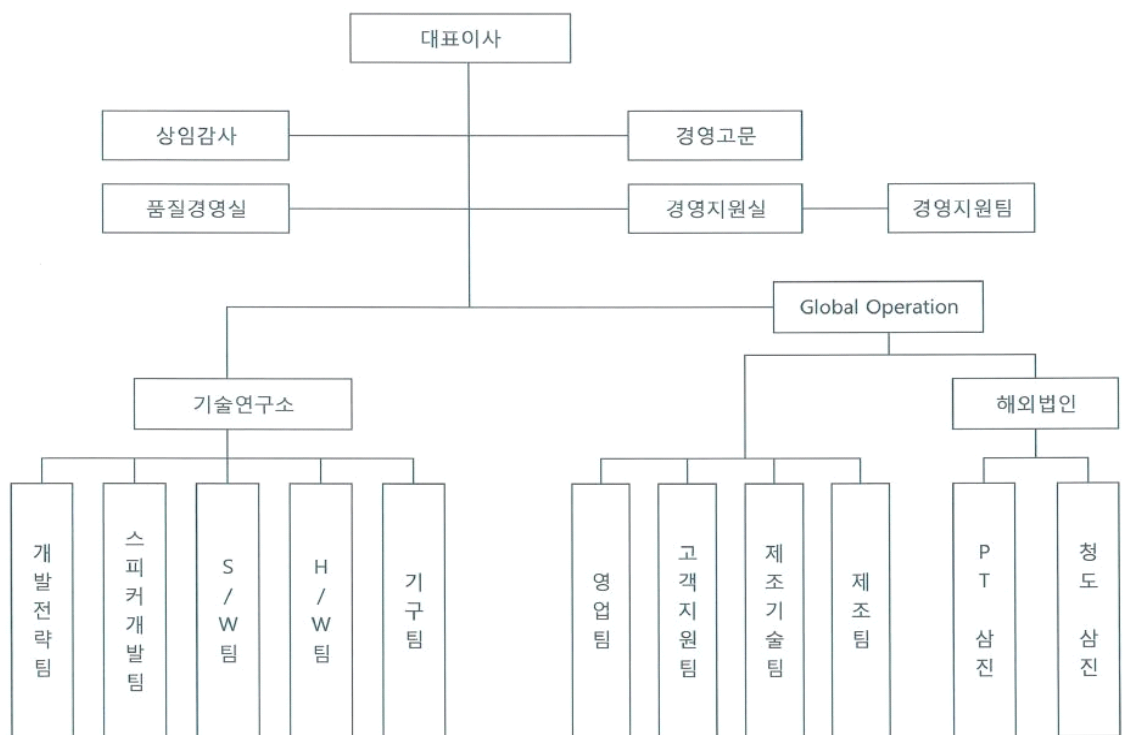 대표이사
상임감사
경영고문
품질경영실
경영지원실
경영지원팀
Global Operation
기술연구소
해외법인
개발전략팀
스피커개발팀
S/W팀
H/W팀
기구팀
영업팀
고객지원팀
제조기술팀
제조팀
PT 삼진
청도 삼진